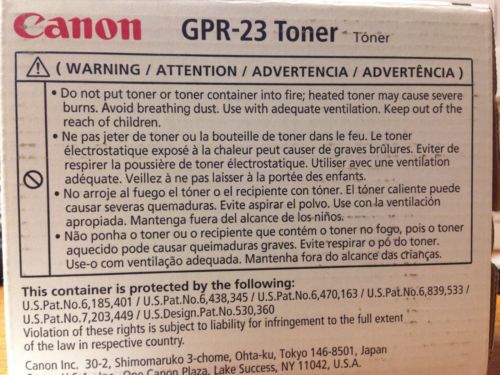 Canon GPR-23 Toner Tóner
( WARNING / ATTENTION / ADVERTENCIA / ADVERTÊNCIA )
• Do not put toner or toner container into fire; heated toner may cause severe
burns. Avoid breathing dust. Use with adequate ventilation. Keep out of the
reach of children.
• Ne pas jeter de toner ou la bouteille de toner dans le feu. Le toner
électrostatique exposé à la chaleur peut causer de graves brûlures. Eviter de
respirer la poussière de toner électrostatique. Utiliser avec une ventilation
adéquate. Veillez à ne pas laisser à la portée des enfants.
• No arroje al fuego el tóner o el recipiente con tóner. El tóner caliente puede
causar severas quemaduras. Evite aspirar el polvo. Use con la ventilación
apropiada. Mantenga fuera del alcance de los niños.
• Não ponha o toner ou o recipiente que contém o toner no fogo, pois o toner
aquecido pode causar queimaduras graves. Evite respirar o pó do toner.
Use-o com ventilação adequada. Mantenha fora do alcance das crianças.
This container is protected by the following:
U.S.Pat.No.6,185,401 / U.S.Pat.No.6,438,345 / U.S.Pat.No.6,470,163 / U.S.Pat.No.6,839,533 /
U.S.Pat.No.7,203,449 / U.S.Design.Pat.No.530,360
Violation of these rights is subject to liability for infringement to the full extent
of the law in respective country.
Canon Inc. 30-2, Shimomaruko 3-chome, Ohta-ku, Tokyo 146-8501, Japan
Canon U.S.A., Inc. One Canon Plaza, Lake Success, NY 11042, U.S.A.